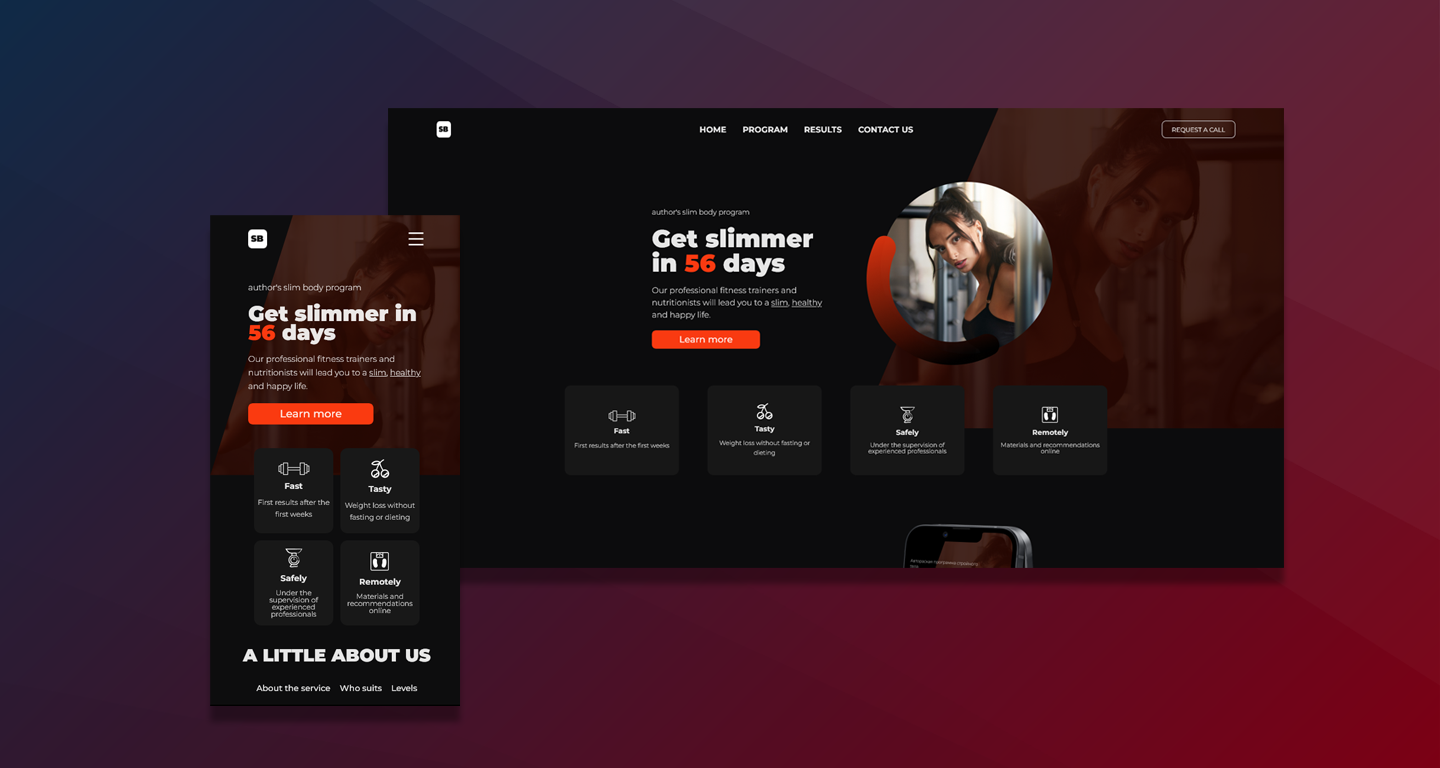 SB
HOME PROGRAM RESULTS CONTACT US
REQUEST A CALL
author's slim body program
Get slimmer
in 56 days
Our professional fitness trainers and
nutritionists will lead you to a slim, healthy
and happy life.
Learn more
Fast
First results after the first weeks
Tasty
Weight loss without fasting or
dieting
Safely
Under the supervision of
experienced professionals
Remotely
Materials and recommendations
online
SB
author's slim body program
Get slimmer in
56 days
Our professional fitness trainers and
nutritionists will lead you to a slim, healthy
and happy life.
Learn more
Fast
First results after the
first weeks
Tasty
Weight loss without
fasting or dieting
Safely
Under the
supervision of
experienced
professionals
Remotely
Materials and
recommendations
online
A LITTLE ABOUT US
About the service Who suits Levels